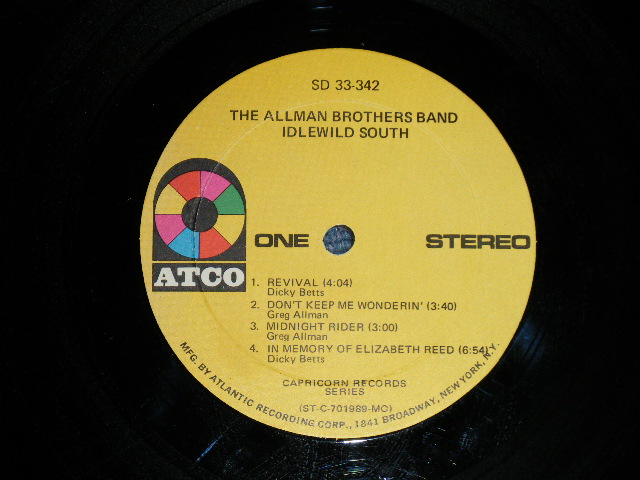 SD 33-342
THE ALLMAN BROTHERS BAND
IDLEWILD SOUTH
ATCO
ONE
STEREO
1. REVIVAL (4:04)
Dicky Betts
2. DON'T KEEP ME WONDERIN' (3:40)
Greg Allman
3. MIDNIGHT RIDER (3:00)
Greg Allman
4. IN MEMORY OF ELIZABETH REED (6:54)
Dicky Betts
CAPRICORN RECORDS
SERIES
(ST-C-701989-MO)
MFG. BY ATLANTIC RECORDING CORP., 1841 BROADWAY, NEW YORK, N.Y.